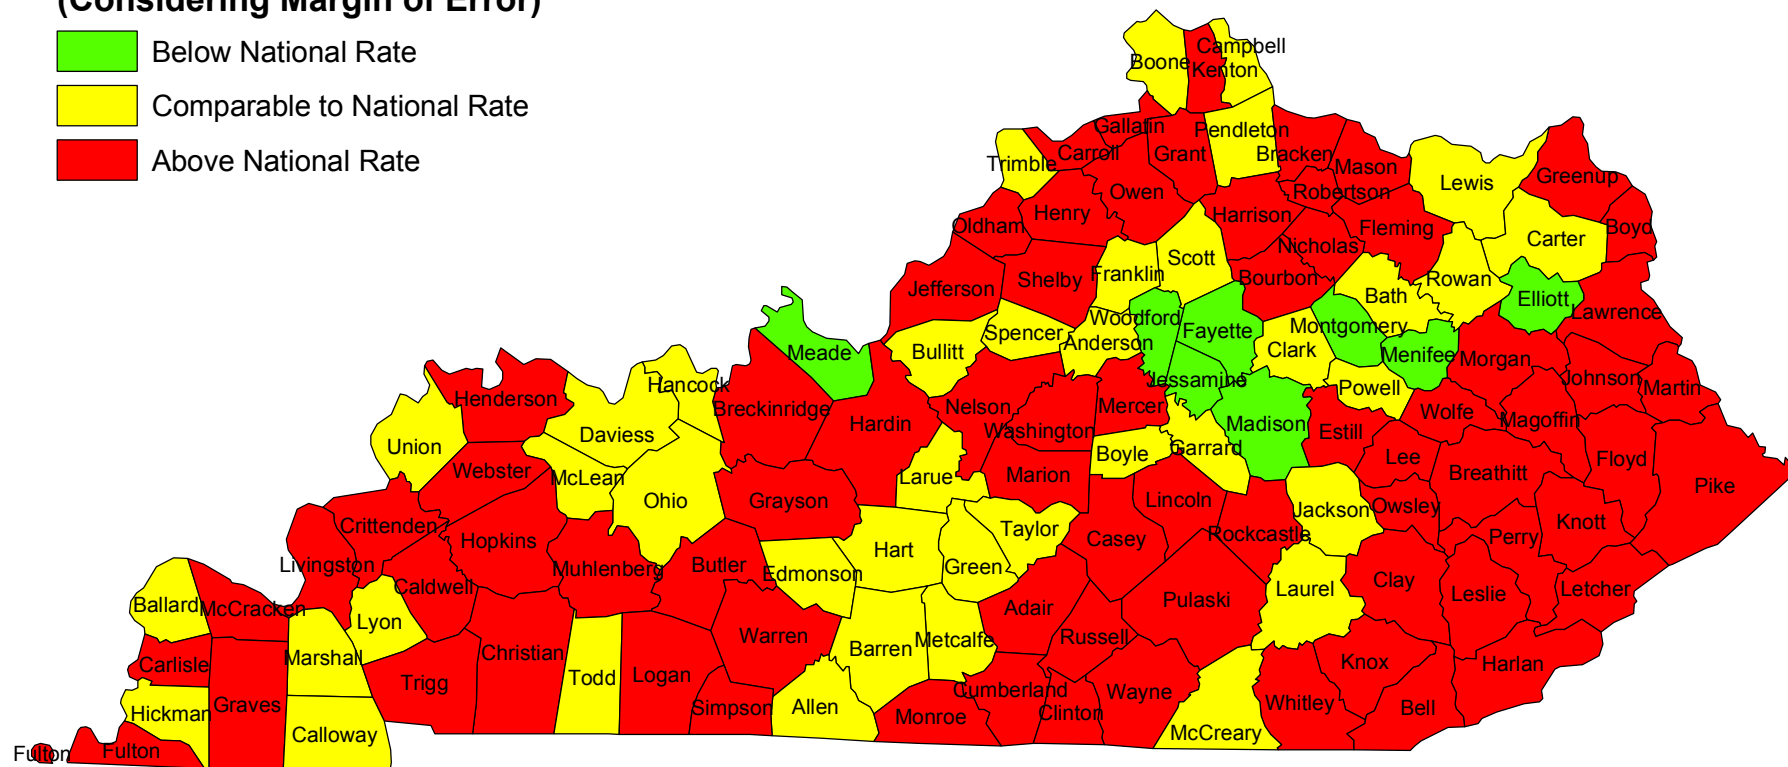 (Considering Margin of Error)
Below National Rate
Comparable to National Rate
Above National Rate
Campbell
Boone
Kenton
Gallatin
Pendleton
Trimble
Carroll
Grant
Bracken
Mason
Lewis
Greenup
Owen
Robertson
Oldham
Henry
Harrison
Fleming
Boyd
Nicholas
Carter
Scott
Franklin
Shelby
Bourbon
Rowan
Jefferson
Bath
Elliott
Lawrence
Woodford
Fayette
Montgomery
Spencer
Anderson
Clark
Meade
Bullitt
Menifee
Morgan
Hancock
Jessamine
Powell
Johnson
Martin
Henderson
Breckinridge
Nelson
Mercer
Wolfe
Magoffin
Hardin
Washington
Madison
Estill
Daviess
Union
Boyle
Garrard
Lee
Floyd
Webster
McLean
Larue
Marion
Breathitt
Pike
Ohio
Grayson
Lincoln
Jackson
Owsley
Crittenden
Taylor
Rockcastle
Knott
Hopkins
Hart
Casey
Perry
Livingston
Muhlenberg
Butler
Edmonson
Green
Clay
Caldwell
Laurel
Leslie
Letcher
Ballard
McCracken
Lyon
Adair
Pulaski
Warren
Metcalfe
Russell
Christian
Barren
Carlisle
Marshall
Knox
Harlan
Trigg
Todd
Logan
Cumberland
Wayne
Graves
Simpson
Allen
Whitley
Bell
Hickman
Monroe
Clinton
Calloway
McCreary
Fulton
Fulton